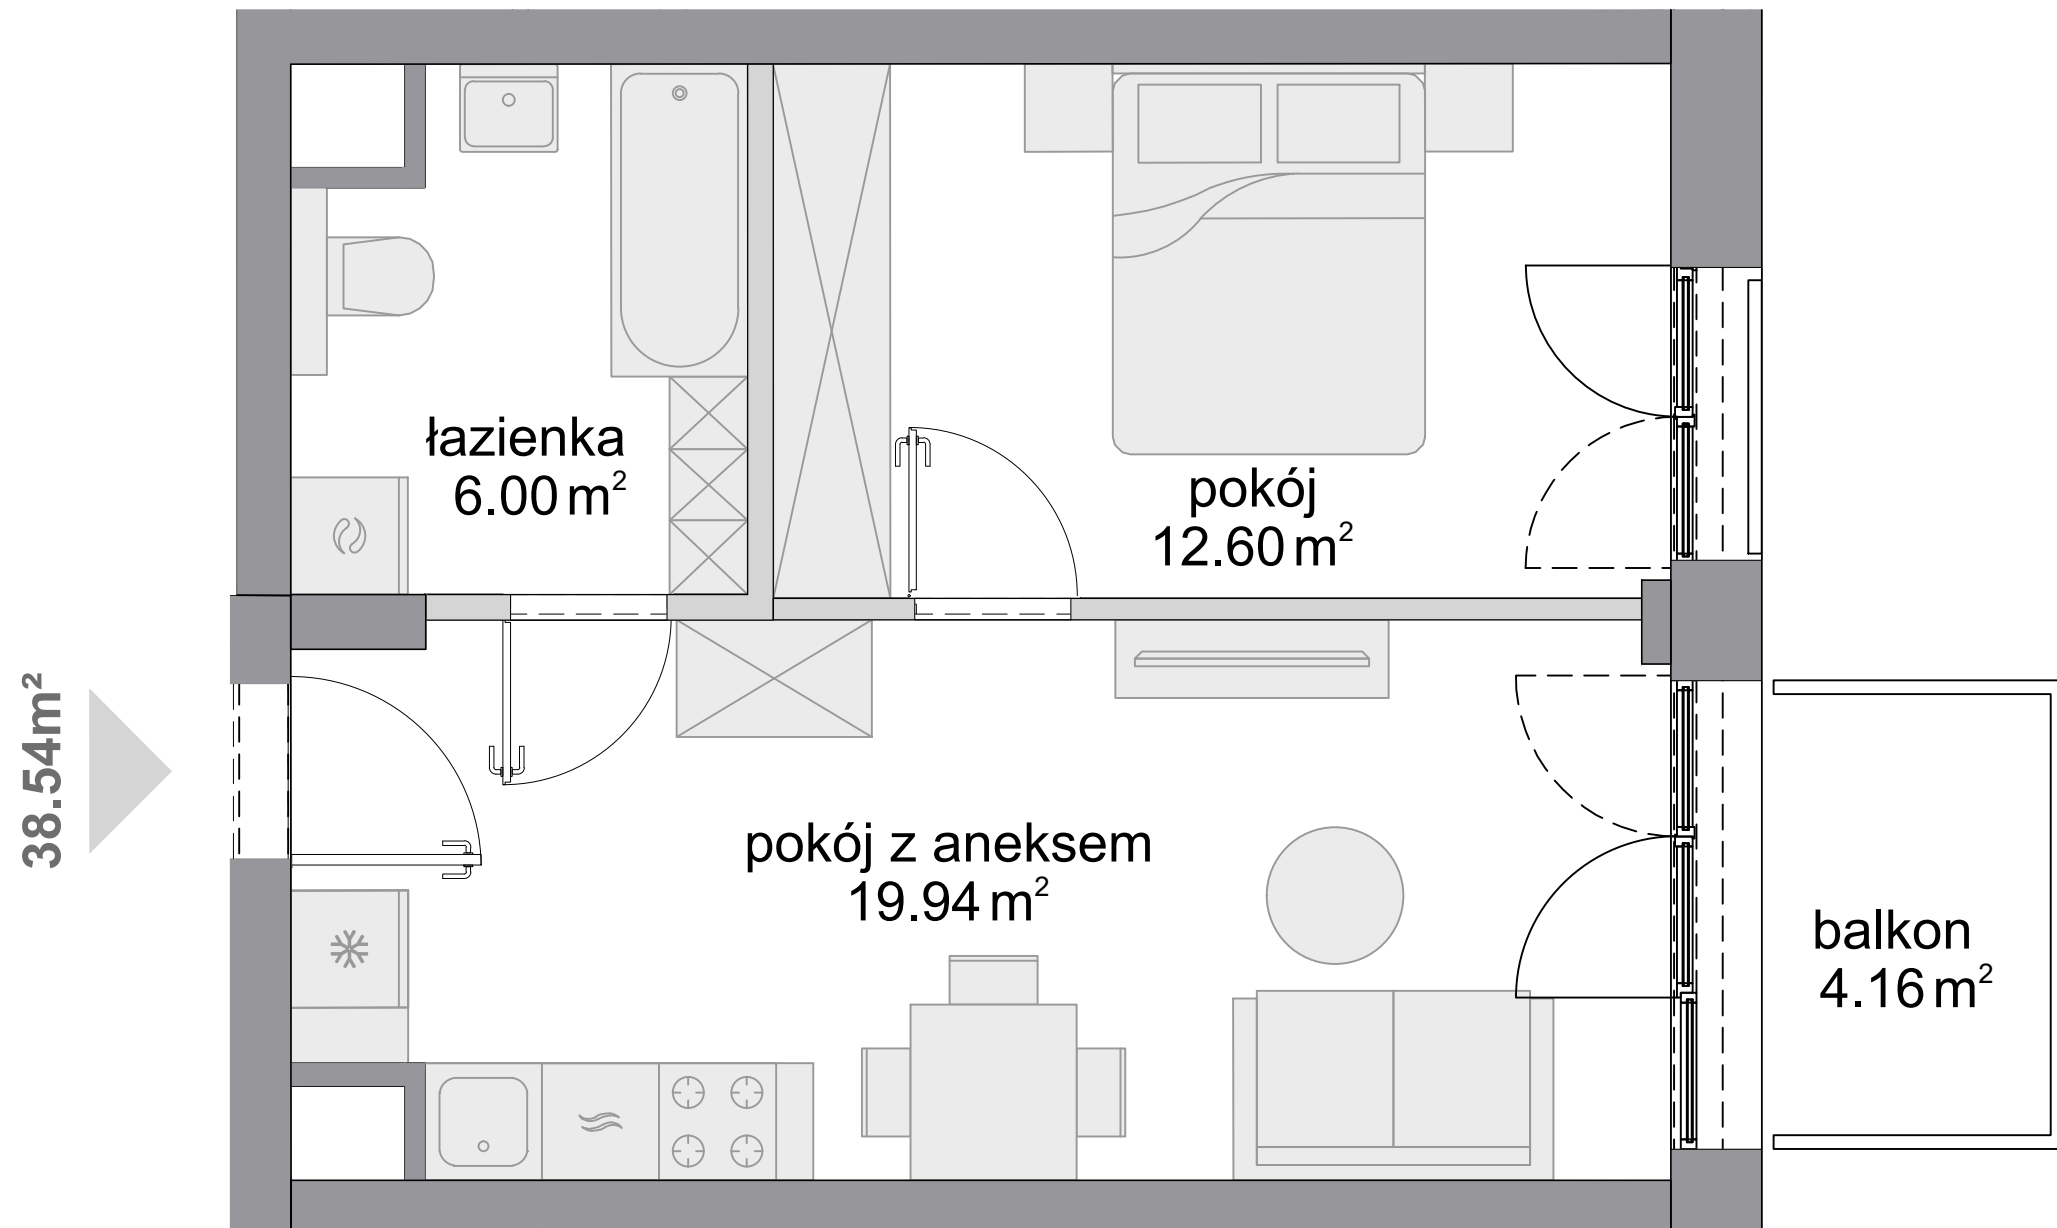 łazienka
6.00 m²
pokój
12.60 m²
38.54m²
pokój z aneksem
19.94 m²
balkon
4.16 m²